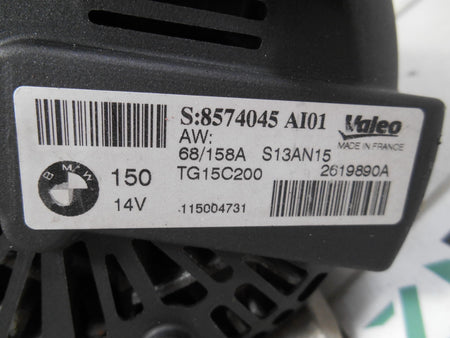 S:8574045 AI01
Valeo
AW:
MADE IN FRANCE
68/158A S13AN15
BMW
150
TG15C200
2619890A
14V
115004731